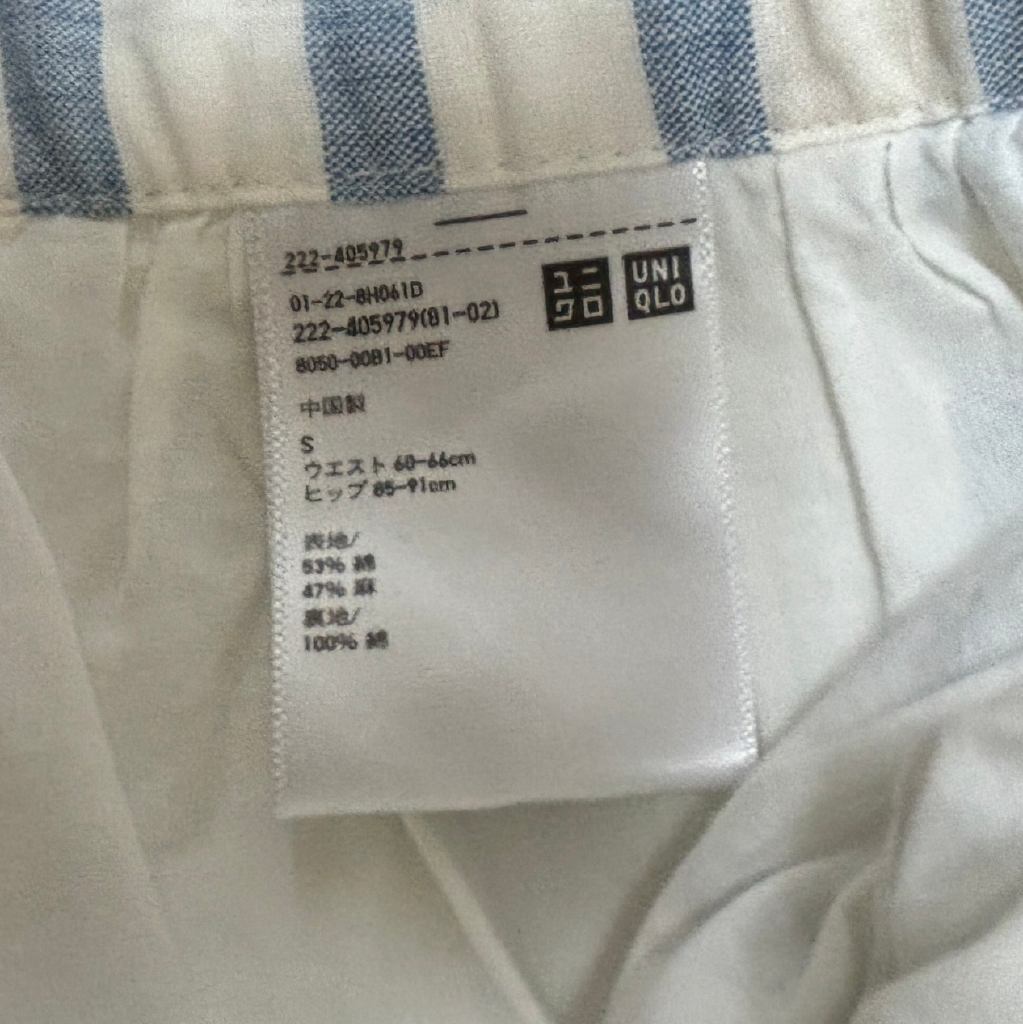 222-405979
01-22-8H061D
222-405979(81-02)
8050-00B1-00EF
ユニ
クロ
UNI
QLO
中国製
S
ウエスト 60-66cm
ヒップ 85-91cm
表地/
53% 綿
47% 麻
裏地/
100% 綿